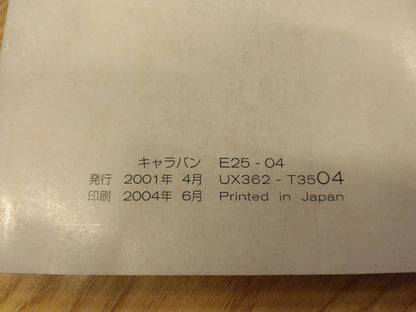 キャラバン E25 - 04
発行 2001年 4月 UX362 - T3504
印刷 2004年 6月 Printed in Japan